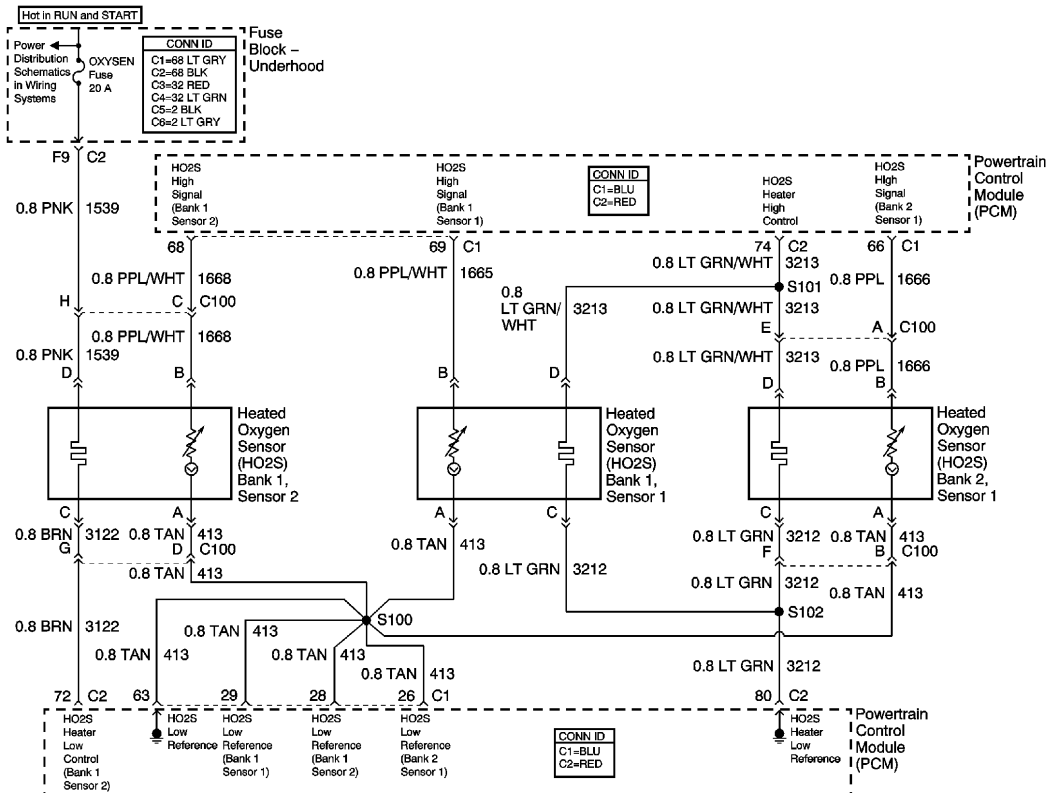 Hot in RUN and START
Power
Distribution
Schematics
in Wiring
Systems
OXYSEN
Fuse
20 A
CONN ID
C1=68 LT GRY
C2=68 BLK
C3=32 RED
C4=32 LT GRN
C5=2 BLK
C6=2 LT GRY
Fuse
Block –
Underhood
F9 C2
0.8 PNK 1539
HO2S
High
Signal
(Bank 1
Sensor 2)
HO2S
High
Signal
(Bank 1
Sensor 1)
CONN ID
C1=BLU
C2=RED
HO2S
Heater
High
Control
HO2S
High
Signal
(Bank 2
Sensor 1)
Powertrain
Control
Module
(PCM)
68
69 C1
74 C2
66 C1
0.8 PPL/WHT 1668
0.8 PPL/WHT 1665
0.8 LT GRN/WHT 3213
0.8 PPL 1666
S101
H
C C100
0.8
LT GRN/
WHT
3213
0.8 LT GRN/WHT 3213
E
A C100
0.8 PPL/WHT 1668
0.8 PNK 1539
0.8 LT GRN/WHT 3213
0.8 PPL 1666
D
B
B
D
D
B
Heated
Oxygen
Sensor
(HO2S)
Bank 1,
Sensor 2
Heated
Oxygen
Sensor
(HO2S)
Bank 1,
Sensor 1
Heated
Oxygen
Sensor
(HO2S)
Bank 2,
Sensor 1
C
A
A
C
C
A
0.8 BRN 3122
0.8 TAN 413
0.8 TAN 413
0.8 LT GRN 3212
0.8 TAN 413
G
D C100
F
B C100
0.8 TAN 413
0.8 LT GRN 3212
0.8 LT GRN 3212
0.8 TAN 413
S100
S102
0.8 BRN 3122
0.8 TAN 413
0.8 TAN 413
0.8 TAN 413
0.8 TAN 413
0.8 LT GRN 3212
72 C2
63
29
28
26 C1
80 C2
HO2S
Heater
Low
Control
(Bank 1
Sensor 2)
HO2S
Low
Reference
HO2S
Low
Reference
(Bank 1
Sensor 1)
HO2S
Low
Reference
(Bank 1
Sensor 2)
HO2S
Low
Reference
(Bank 2
Sensor 1)
CONN ID
C1=BLU
C2=RED
HO2S
Heater
Low
Reference
Powertrain
Control
Module
(PCM)